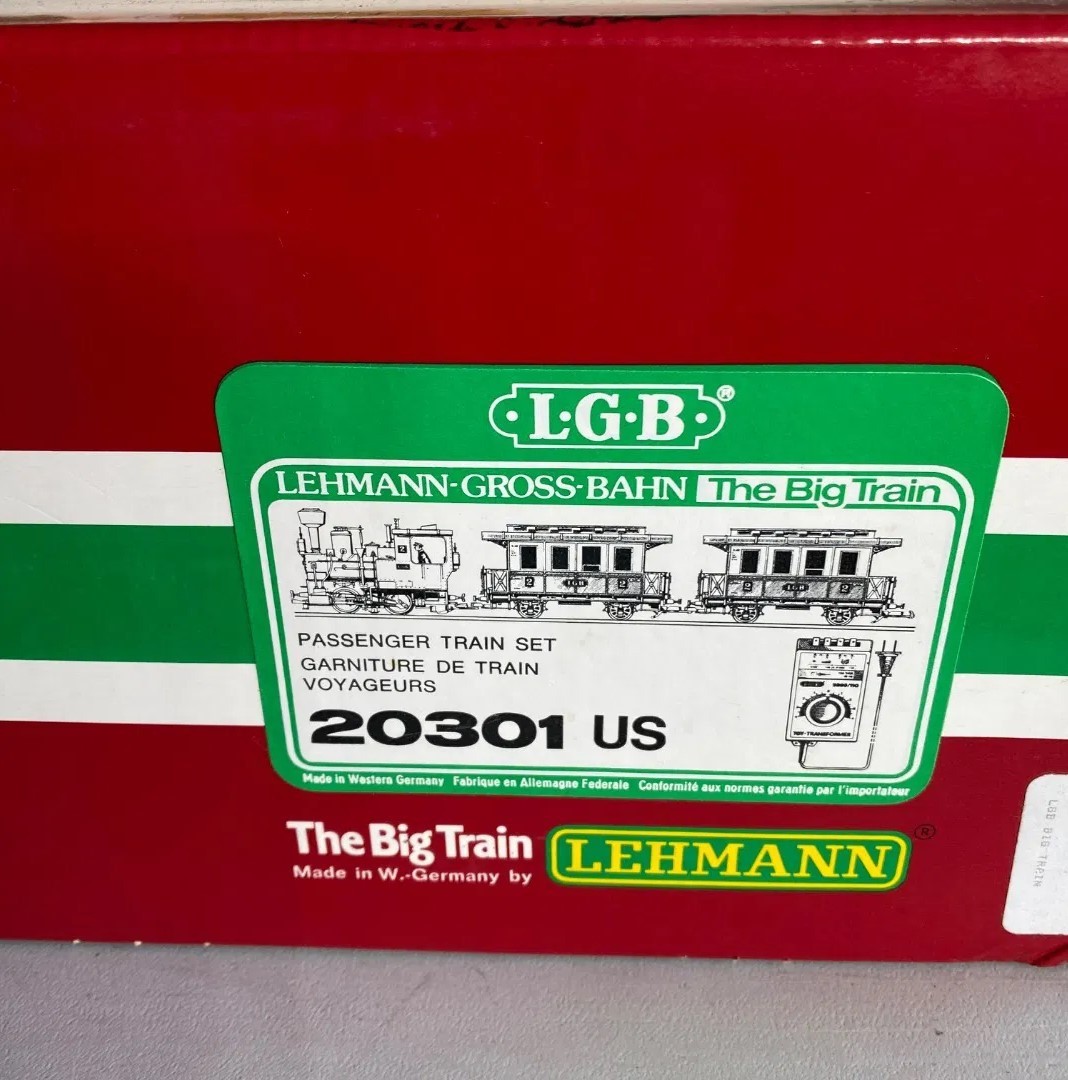 L·G·B ®
LEHMANN-GROSS-BAHN The Big Train
PASSENGER TRAIN SET
GARNITURE DE TRAIN
VOYAGEURS
20301 US
TOY-TRANSFORMER
Made in Western Germany Fabrique en Allemagne Federale Conformité aux normes garantie par l'importateur
The Big Train
Made in W.-Germany by
LEHMANN ®
LGB BIG TRAIN